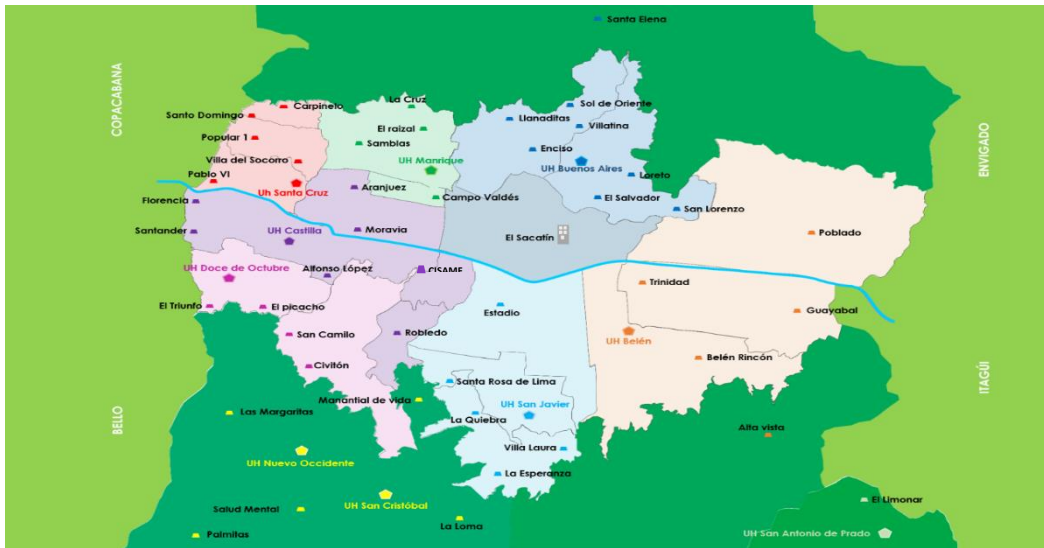 Santa Elena
COPACABANA
ENVIGADO
Carpinelo
La Cruz
Sol de Oriente
Santo Domingo
Llanaditas
Villatina
El raizal
Popular 1
Samblas
Enciso
Villa del Socorro
UH Manrique
UH Buenos Aires
Pablo VI
Loreto
Uh Santa Cruz
Aranjuez
Campo Valdés
El Salvador
Florencia
San Lorenzo
Santander
UH Castilla
Moravia
El Sacatín
Poblado
UH Doce de Octubre
Alfonso López
CISAME
Trinidad
El Triunfo
El picacho
Estadio
Guayabal
San Camilo
Robledo
UH Belén
Civitón
Belén Rincón
ITAGÜÍ
Santa Rosa de Lima
BELLO
Las Margaritas
Manantial de vida
La Quiebra
UH San Javier
Alta vista
UH Nuevo Occidente
Villa Laura
La Esperanza
UH San Cristóbal
Salud Mental
La Loma
El Limonar
Palmitas
UH San Antonio de Prado